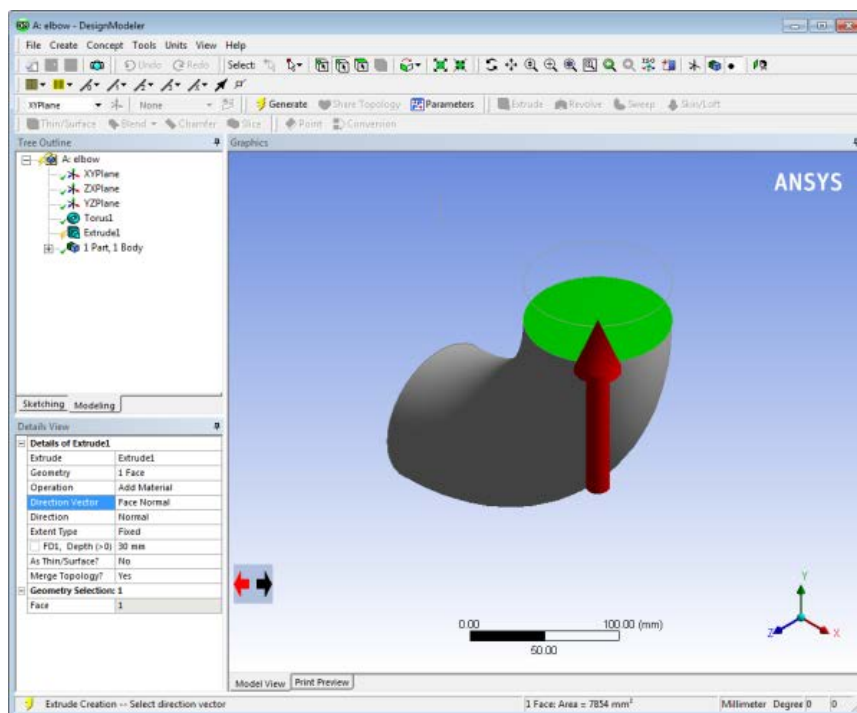 A: elbow - DesignModeler
File Create Concept Tools Units View Help
Undo Redo Select:
XYPlane None Generate Share Topology Parameters Extrude Revolve Sweep Skin/Loft
Thin/Surface Blend Chamfer Slice Point Conversion
Tree Outline
A: elbow
XYPlane
ZXPlane
YZPlane
Torus1
Extrude1
1 Part, 1 Body
Sketching Modeling
Details View
Details of Extrude1
Extrude Extrude1
Geometry 1 Face
Operation Add Material
Direction Vector Face Normal
Direction Normal
Extent Type Fixed
FD1, Depth (>0) 30 mm
As Thin/Surface? No
Merge Topology? Yes
Geometry Selection: 1
Face 1
Graphics
ANSYS
0.00 100.00 (mm)
50.00
Y
Z X
Model View Print Preview
Extrude Creation -- Select direction vector 1 Face: Area = 7854 mm² Millimeter Degree 0 0